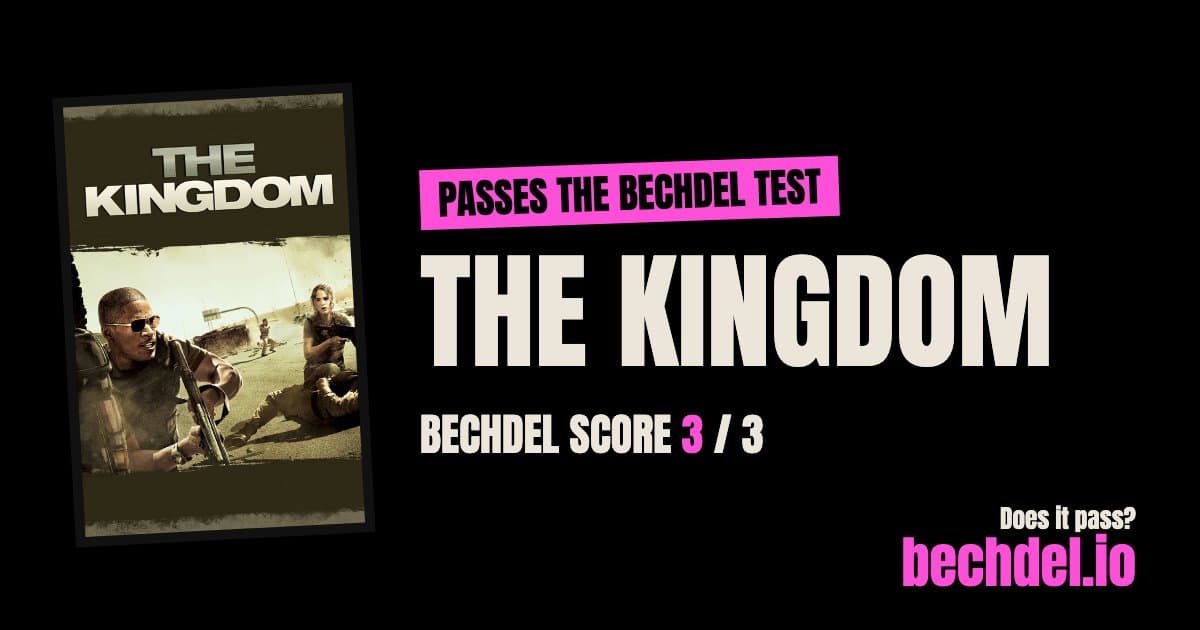 THE
KINGDOM
PASSES THE BECHDEL TEST
THE KINGDOM
BECHDEL SCORE 3 / 3
Does it pass?
bechdel.io